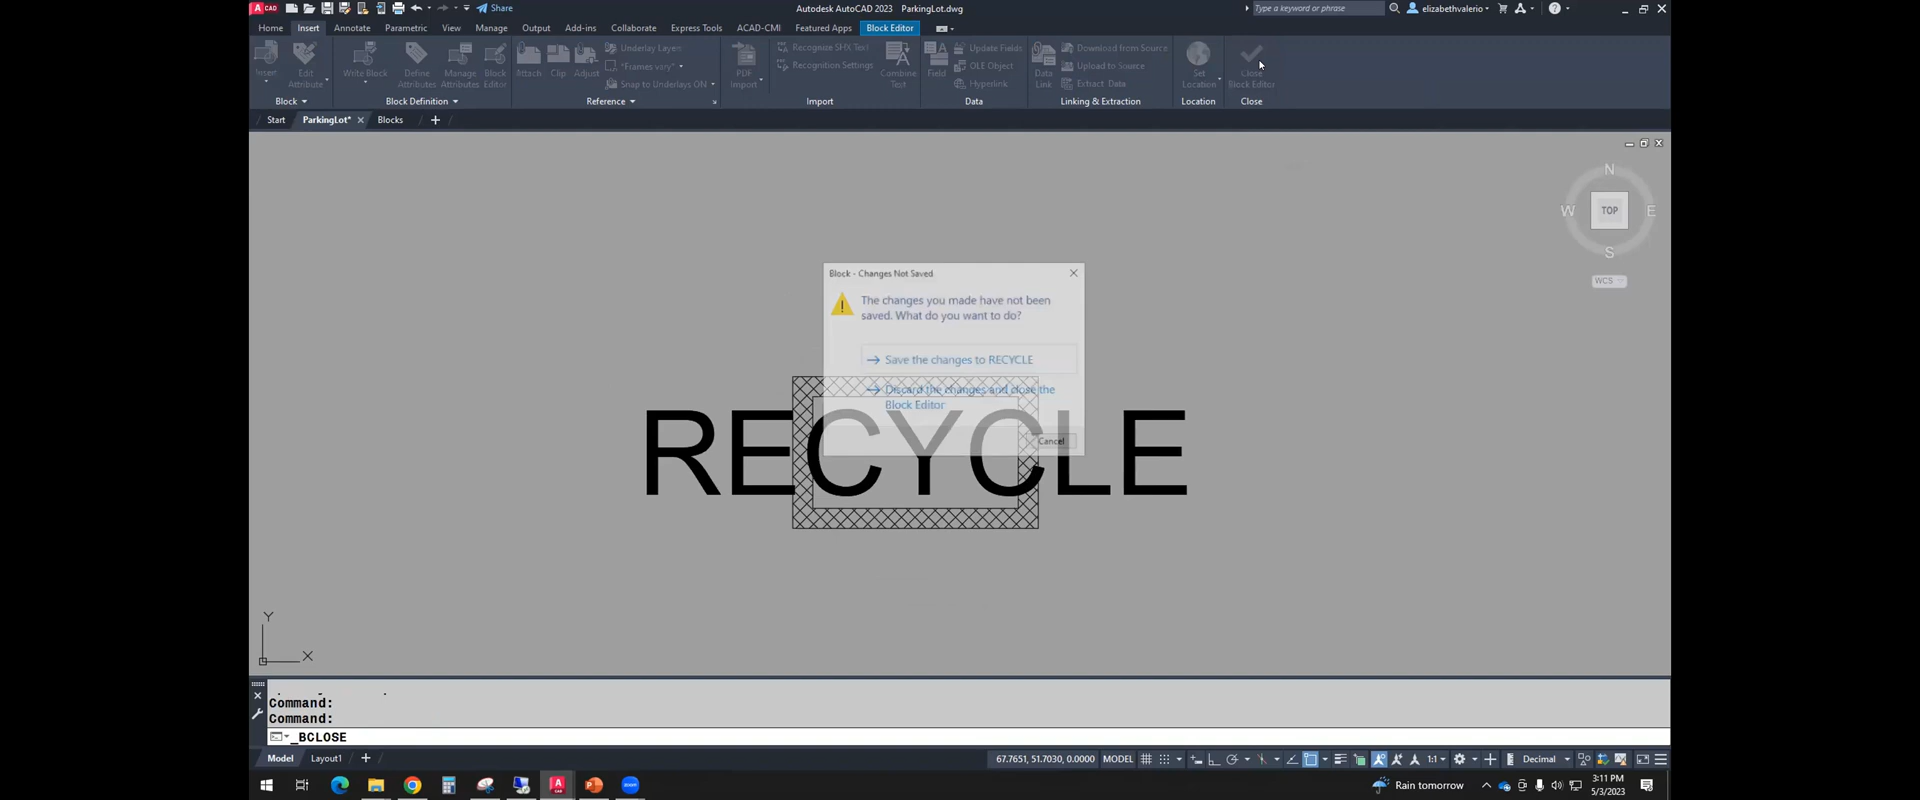 CAD
Share
Autodesk AutoCAD 2023 ParkingLot.dwg
Type a keyword or phrase
elizabethvalerio
Home Insert Annotate Parametric View Manage Output Add-ins Collaborate Express Tools ACAD-CMI Featured Apps Block Editor
Insert
Edit
Attribute
Write Block
Define
Attributes
Manage
Attributes
Block
Editor
Attach
Clip
Adjust
Underlay Layers
*Frames vary*
Snap to Underlays ON
PDF
Import
Recognize SHX Text
Recognition Settings
Combine
Text
Field
Update Fields
OLE Object
Hyperlink
Data
Link
Download from Source
Upload to Source
Extract Data
Set
Location
Close
Block Editor
Block
Block Definition
Reference
Import
Data
Linking & Extraction
Location
Close
Start ParkingLot* Blocks
N
W TOP E
S
WCS
Block - Changes Not Saved
The changes you made have not been
saved. What do you want to do?
Save the changes to RECYCLE
Discard the changes and close the
Block Editor
Cancel
RECYCLE
Y
X
Command:
Command:
_BCLOSE
Model Layout1
67.7651, 51.7030, 0.0000 MODEL
1:1
Decimal
zoom
Rain tomorrow
3:11 PM
5/3/2023